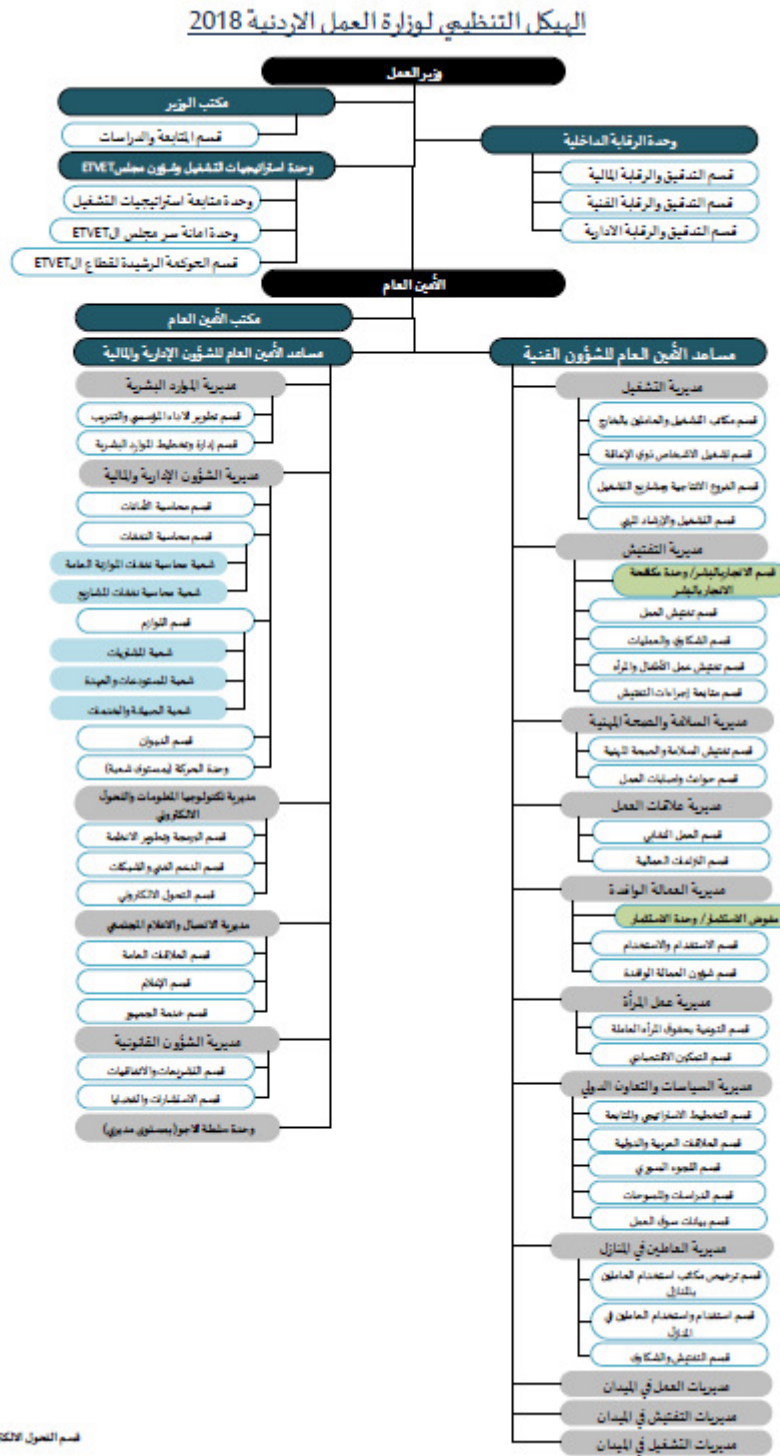 الهيكل التنظيمي لوزارة العمل الاردنية 2018
وزير العمل
مكتب الوزير
قسم المتابعة والدراسات
وحدة الرقابة الداخلية
قسم التدقيق والرقابة المالية
قسم التدقيق والرقابة الفنية
قسم التدقيق والرقابة الادارية
وحدة استراتيجيات التشغيل وشؤون مجلس ETVET
وحدة متابعة استراتيجيات التشغيل
وحدة امانة سر مجلس الـETVET
قسم الحوكمة الرشيدة لقطاع الـETVET
الأمين العام
مكتب الأمين العام
مساعد الأمين العام للشؤون الإدارية والمالية
مديرية الموارد البشرية
قسم تطوير الاداء المؤسسي والتدريب
قسم إدارة وتخطيط الموارد البشرية
مديرية الشؤون الإدارية والمالية
قسم محاسبة الأمانات
قسم محاسبة النفقات
شعبة محاسبة نفقات الموازنة العامة
شعبة محاسبة نفقات المشاريع
قسم اللوازم
شعبة المشتريات
شعبة المستودعات والعهدة
شعبة الصيانة والخدمات
قسم الديوان
وحدة الحركة (بمستوى شعبة)
مديرية تكنولوجيا المعلومات والتحول
الالكتروني
قسم البرمجة وتطوير الانظمة
قسم الدعم الفني والشبكات
قسم التحول الالكتروني
مديرية الاتصال والاعلام المجتمعي
قسم العلاقات العامة
قسم الإعلام
قسم خدمة الجمهور
مديرية الشؤون القانونية
قسم التشريعات والاتفاقيات
قسم الاستشارات والقضايا
وحدة سلطة الاجور (بمستوى مديري)
مساعد الأمين العام للشؤون الفنية
مديرية التشغيل
قسم مكاتب التشغيل والعاملين بالخارج
قسم تشغيل الاشخاص ذوي الإعاقة
قسم الفروع الانتاجية ومشاريع التشغيل
قسم التشغيل والإرشاد المهني
مديرية التفتيش
قسم الاتجار بالبشر/ وحدة مكافحة
الاتجار بالبشر
قسم تفتيش العمل
قسم الشكاوي والعمليات
قسم تفتيش عمل الأطفال والمرأة
قسم متابعة إجراءات التفتيش
مديرية السلامة والصحة المهنية
قسم تفتيش السلامة والصحة المهنية
قسم حوادث واصابات العمل
مديرية علاقات العمل
قسم العمل النقابي
قسم النزاعات العمالية
مديرية العمالة الوافدة
مفوض الاستثمار/ وحدة الاستثمار
قسم الاستقدام والاستخدام
قسم شؤون العمالة الوافدة
مديرية عمل المرأة
قسم التوعية بحقوق المرأة العاملة
قسم التمكين الاقتصادي
مديرية السياسات والتعاون الدولي
قسم التخطيط الاستراتيجي والمتابعة
قسم العلاقات العربية والدولية
قسم اللجوء السوري
قسم الدراسات والمسوحات
قسم بيانات سوق العمل
مديرية العاملين في المنازل
قسم ترخيص مكاتب استخدام العاملين
بالمنازل
قسم استقدام واستخدام العاملين في
المنازل
قسم التفتيش والشكاوى
مديريات العمل في الميدان
مديريات التفتيش في الميدان
مديريات التشغيل في الميدان
قسم التحول